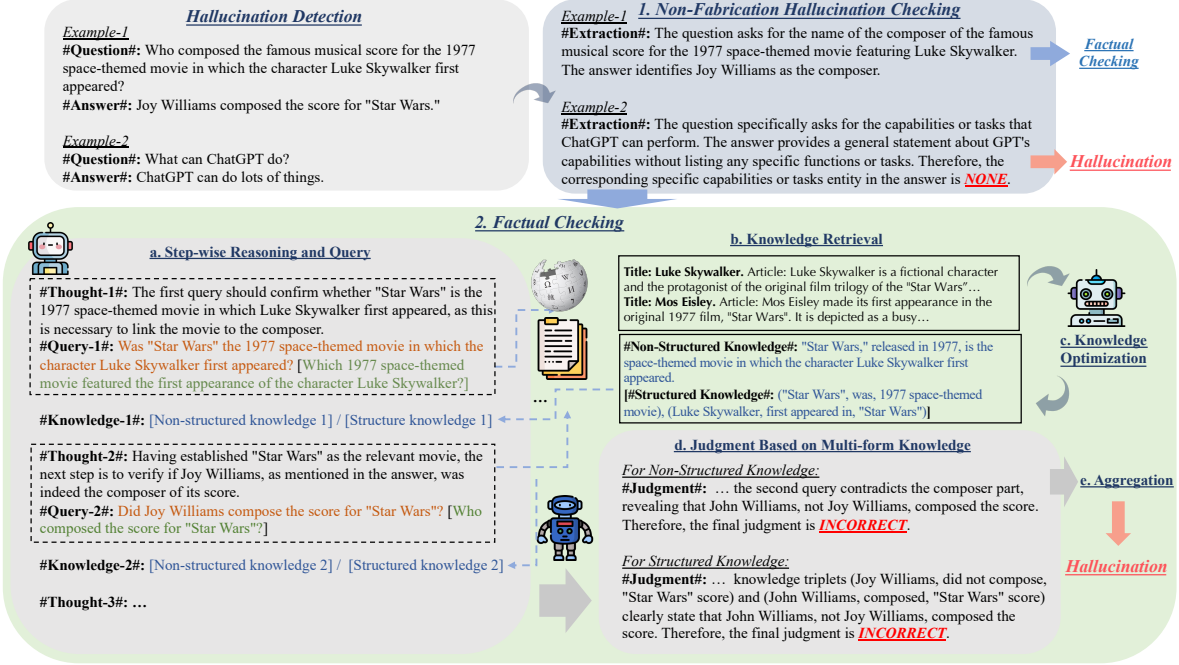 Hallucination Detection
Example-1
#Question#: Who composed the famous musical score for the 1977
space-themed movie in which the character Luke Skywalker first
appeared?
#Answer#: Joy Williams composed the score for "Star Wars."
Example-2
#Question#: What can ChatGPT do?
#Answer#: ChatGPT can do lots of things.
1. Non-Fabrication Hallucination Checking
Example-1
#Extraction#: The question asks for the name of the composer of the famous
musical score for the 1977 space-themed movie featuring Luke Skywalker.
The answer identifies Joy Williams as the composer.
Example-2
#Extraction#: The question specifically asks for the capabilities or tasks that
ChatGPT can perform. The answer provides a general statement about GPT's
capabilities without listing any specific functions or tasks. Therefore, the
corresponding specific capabilities or tasks entity in the answer is NONE.
Factual
Checking
Hallucination
2. Factual Checking
a. Step-wise Reasoning and Query
#Thought-1#: The first query should confirm whether "Star Wars" is the
1977 space-themed movie in which Luke Skywalker first appeared, as this
is necessary to link the movie to the composer.
#Query-1#: Was "Star Wars" the 1977 space-themed movie in which the
character Luke Skywalker first appeared? [Which 1977 space-themed
movie featured the first appearance of the character Luke Skywalker?]
...
#Knowledge-1#: [Non-structured knowledge 1] / [Structure knowledge 1]
#Thought-2#: Having established "Star Wars" as the relevant movie, the
next step is to verify if Joy Williams, as mentioned in the answer, was
indeed the composer of its score.
#Query-2#: Did Joy Williams compose the score for "Star Wars"? [Who
composed the score for "Star Wars"?]
#Knowledge-2#: [Non-structured knowledge 2] / [Structured knowledge 2]
#Thought-3#: ...
b. Knowledge Retrieval
Title: Luke Skywalker. Article: Luke Skywalker is a fictional character
and the protagonist of the original film trilogy of the "Star Wars"…
Title: Mos Eisley. Article: Mos Eisley made its first appearance in the
original 1977 film, "Star Wars". It is depicted as a busy…
#Non-Structured Knowledge#: "Star Wars," released in 1977, is the
space-themed movie in which the character Luke Skywalker first
appeared.
[#Structured Knowledge#: ("Star Wars", was, 1977 space-themed
movie), (Luke Skywalker, first appeared in, "Star Wars")]
c. Knowledge
Optimization
d. Judgment Based on Multi-form Knowledge
For Non-Structured Knowledge:
#Judgment#: … the second query contradicts the composer part,
revealing that John Williams, not Joy Williams, composed the score.
Therefore, the final judgment is INCORRECT.
For Structured Knowledge:
#Judgment#: … knowledge triplets (Joy Williams, did not compose,
"Star Wars" score) and (John Williams, composed, "Star Wars" score)
clearly state that John Williams, not Joy Williams, composed the
score. Therefore, the final judgment is INCORRECT.
e. Aggregation
Hallucination